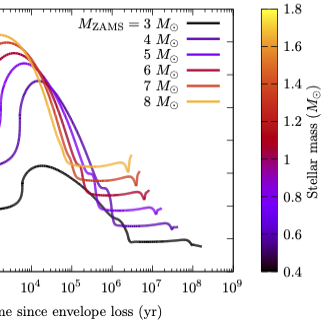 M_ZAMS = 3 M_⊙
4 M_⊙
5 M_⊙
6 M_⊙
7 M_⊙
8 M_⊙
1.8
1.6
1.4
1.2
1
0.8
0.6
0.4
Stellar mass (M_⊙)
10^4 10^5 10^6 10^7 10^8 10^9
me since envelope loss (yr)